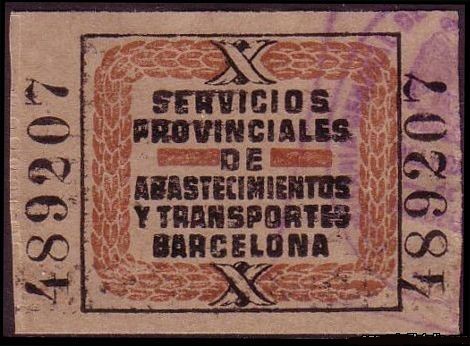 489207
X
SERVICIOS
PROVINCIALES
DE
ABASTECIMIENTOS
Y TRANSPORTES
BARCELONA
X
489207